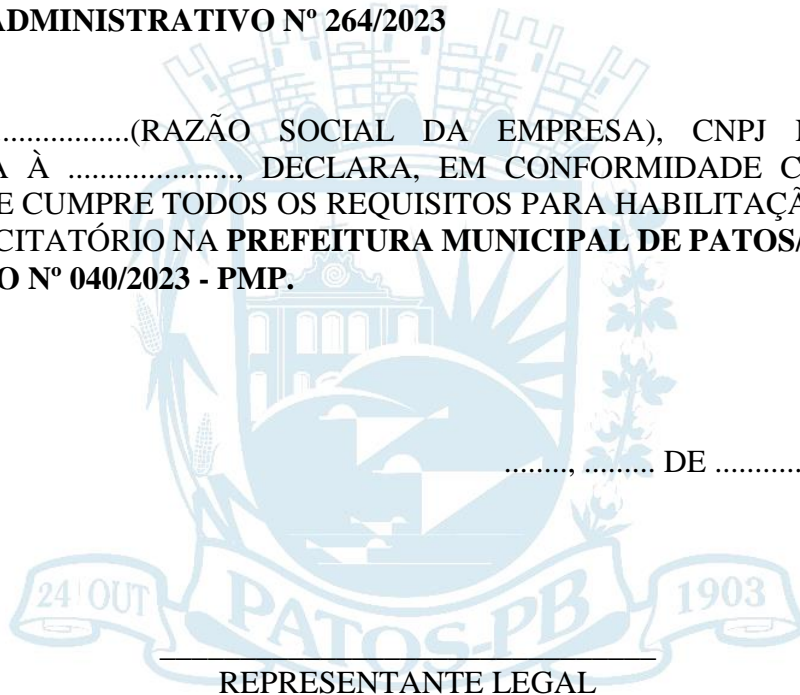 ADMINISTRATIVO Nº 264/2023
................(RAZÃO SOCIAL DA EMPRESA), CNPJ
A À ....................., DECLARA, EM CONFORMIDADE
E CUMPRE TODOS OS REQUISITOS PARA HABILITAÇÃ
CITATÓRIO NA PREFEITURA MUNICIPAL DE PATOS/
O Nº 040/2023 - PMP.
........, ......... DE ...........
24 OUT
PATOS-PB
1903
_______________________________
REPRESENTANTE LEGAL